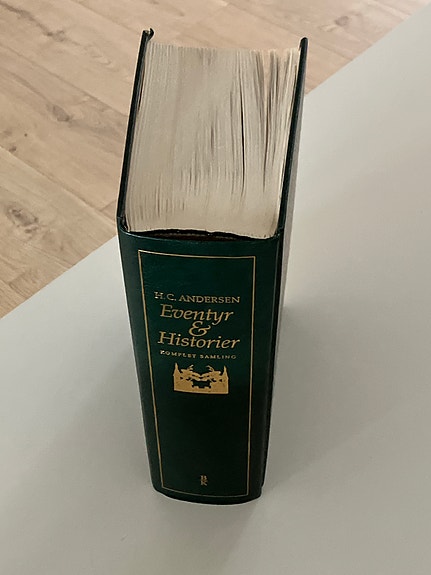 H.C. ANDERSEN
Eventyr
&
Historier
KOMPLET SAMLING